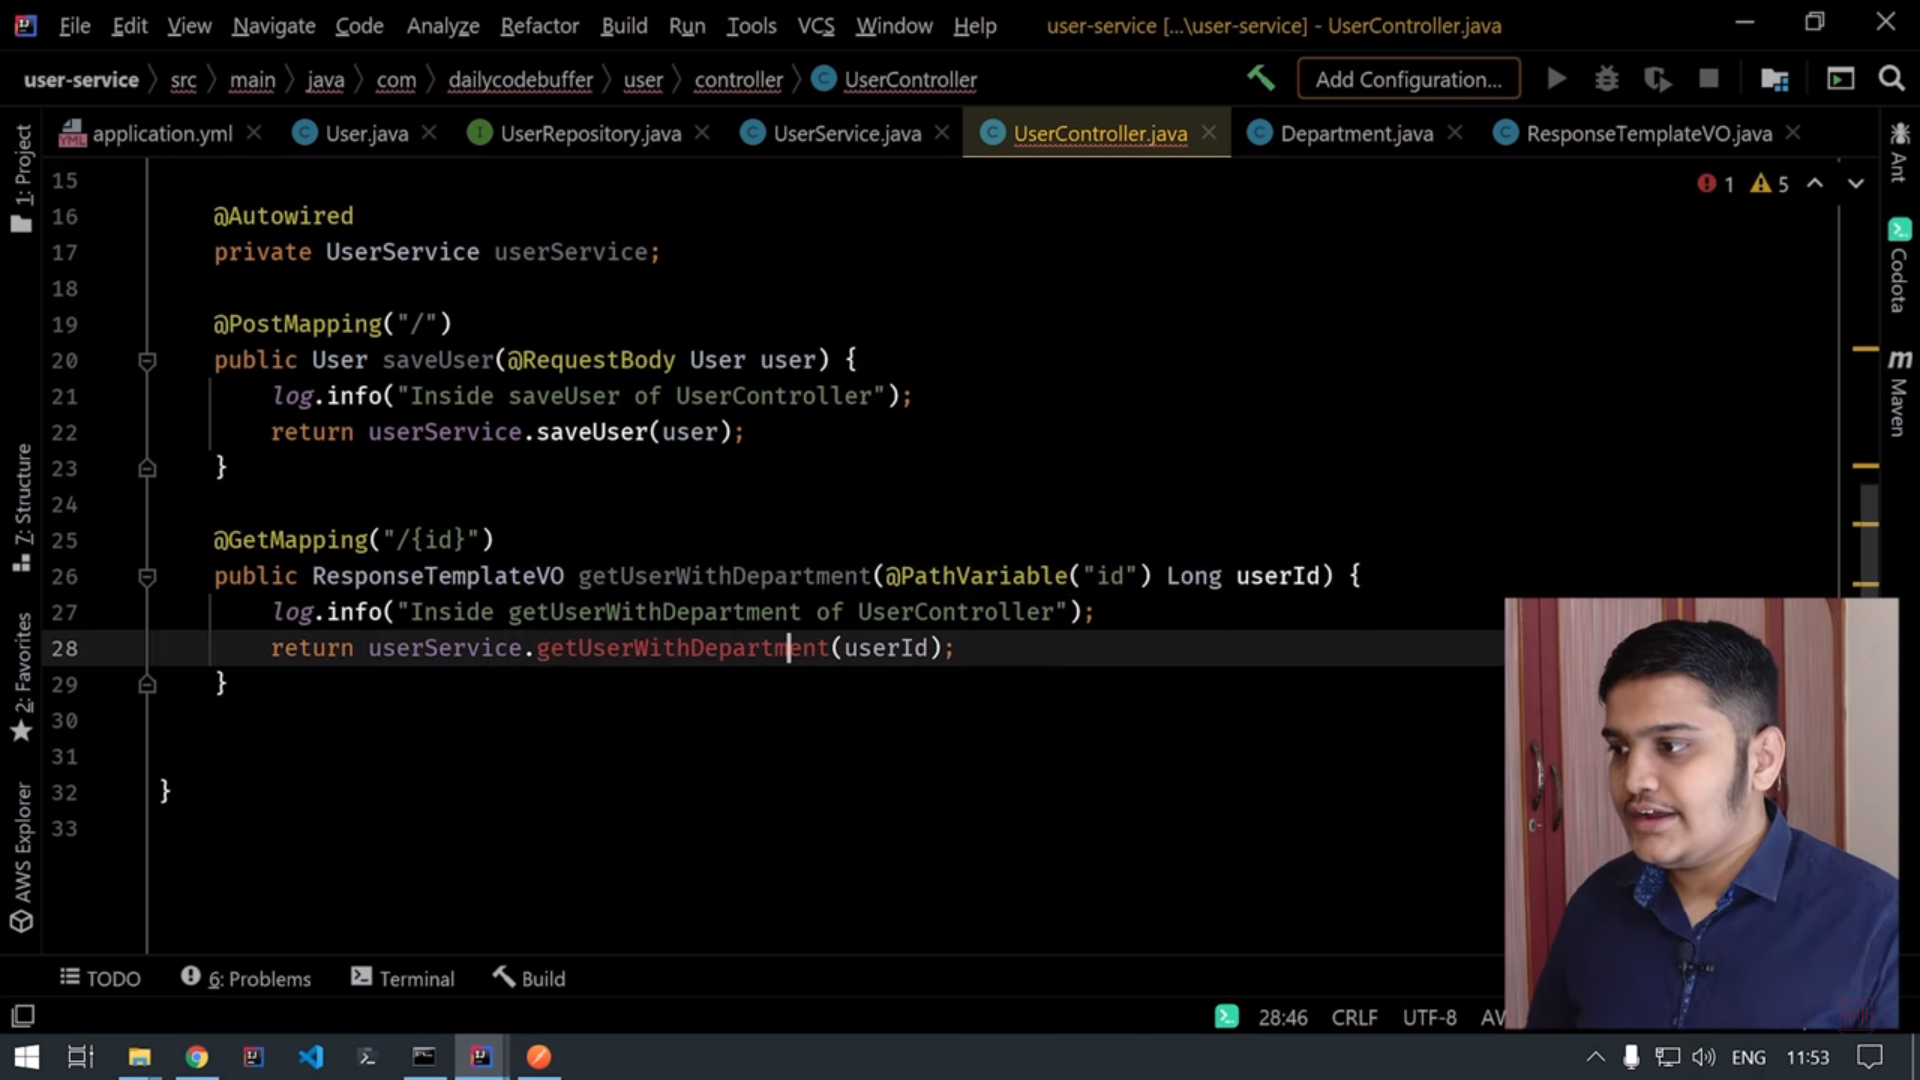 File Edit View Navigate Code Analyze Refactor Build Run Tools VCS Window Help user-service [...\user-service] - UserController.java
user-service src main java com dailycodebuffer user controller UserController Add Configuration...
application.yml User.java UserRepository.java UserService.java UserController.java Department.java ResponseTemplateVO.java
1: Project
7: Structure
2: Favorites
AWS Explorer
1 5
15
16 @Autowired
17 private UserService userService;
18
19 @PostMapping("/")
20 public User saveUser(@RequestBody User user) {
21 log.info("Inside saveUser of UserController");
22 return userService.saveUser(user);
23 }
24
25 @GetMapping("/{id}")
26 public ResponseTemplateVO getUserWithDepartment(@PathVariable("id") Long userId) {
27 log.info("Inside getUserWithDepartment of UserController");
28 return userService.getUserWithDepartment(userId);
29 }
30
31
32 }
33
Ant
Codota
Maven
TODO 6: Problems Terminal Build
28:46 CRLF UTF-8
ENG 11:53